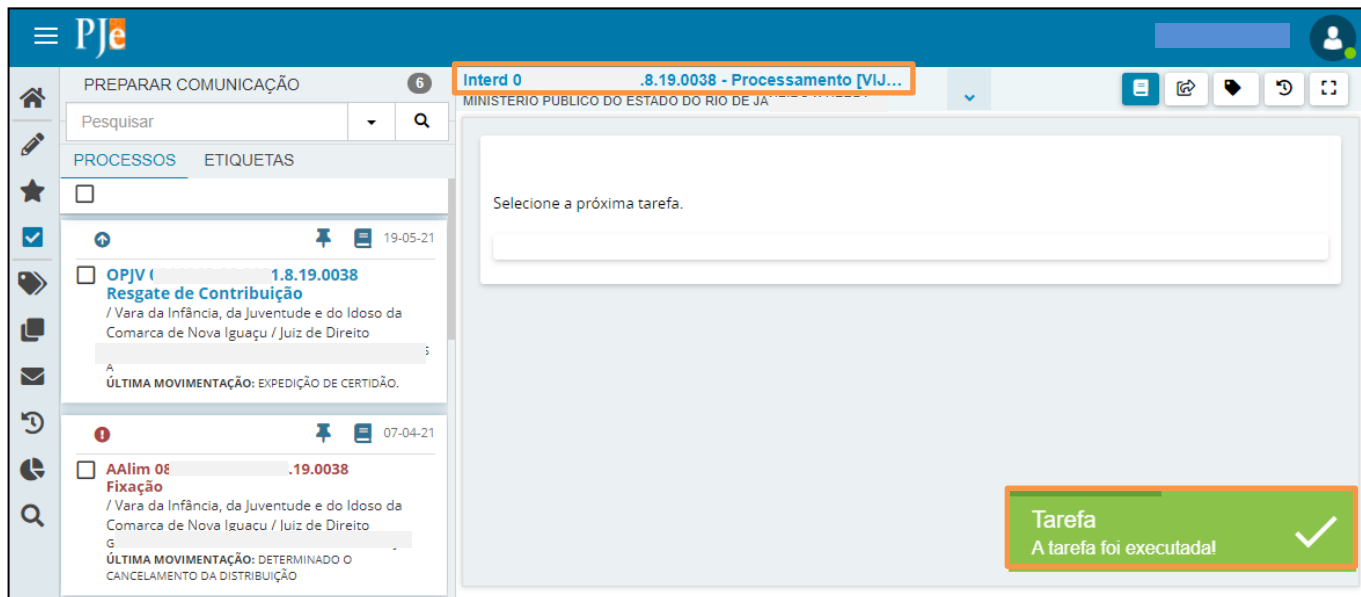 PJe
PREPARAR COMUNICAÇÃO 6
Pesquisar
PROCESSOS ETIQUETAS
19-05-21
OPJV 1.8.19.0038
Resgate de Contribuição
/ Vara da Infância, da Juventude e do Idoso da
Comarca de Nova Iguaçu / Juiz de Direito
A
ÚLTIMA MOVIMENTAÇÃO: EXPEDIÇÃO DE CERTIDÃO.
07-04-21
AAlim 08 .19.0038
Fixação
/ Vara da Infância, da Juventude e do Idoso da
Comarca de Nova Iguaçu / Juiz de Direito
G
ÚLTIMA MOVIMENTAÇÃO: DETERMINADO O
CANCELAMENTO DA DISTRIBUIÇÃO
Interd 0 .8.19.0038 - Processamento [VIJ...
MINISTERIO PUBLICO DO ESTADO DO RIO DE JA
Selecione a próxima tarefa.
Tarefa
A tarefa foi executada!